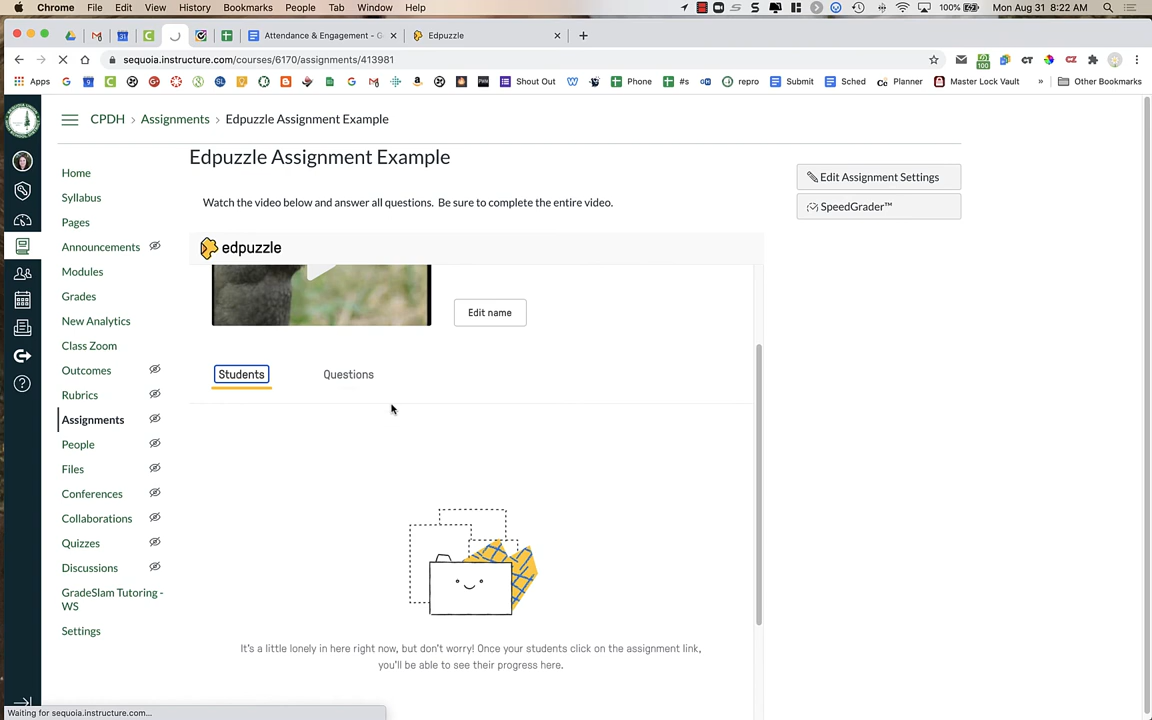 Chrome File Edit View History Bookmarks People Tab Window Help 100% Mon Aug 31 8:22 AM
Attendance & Engagement - G Edpuzzle
sequoia.instructure.com/courses/6170/assignments/413981
Apps Shout Out Phone #s repro Submit Sched Planner Master Lock Vault » Other Bookmarks
CPDH › Assignments › Edpuzzle Assignment Example
Edpuzzle Assignment Example
Watch the video below and answer all questions. Be sure to complete the entire video.
Edit Assignment Settings
SpeedGrader™
Home
Syllabus
Pages
Announcements
Modules
Grades
New Analytics
Class Zoom
Outcomes
Rubrics
Assignments
People
Files
Conferences
Collaborations
Quizzes
Discussions
GradeSlam Tutoring -
WS
Settings
edpuzzle
Edit name
Students Questions
It's a little lonely in here right now, but don't worry! Once your students click on the assignment link,
you'll be able to see their progress here.
Waiting for sequoia.instructure.com...